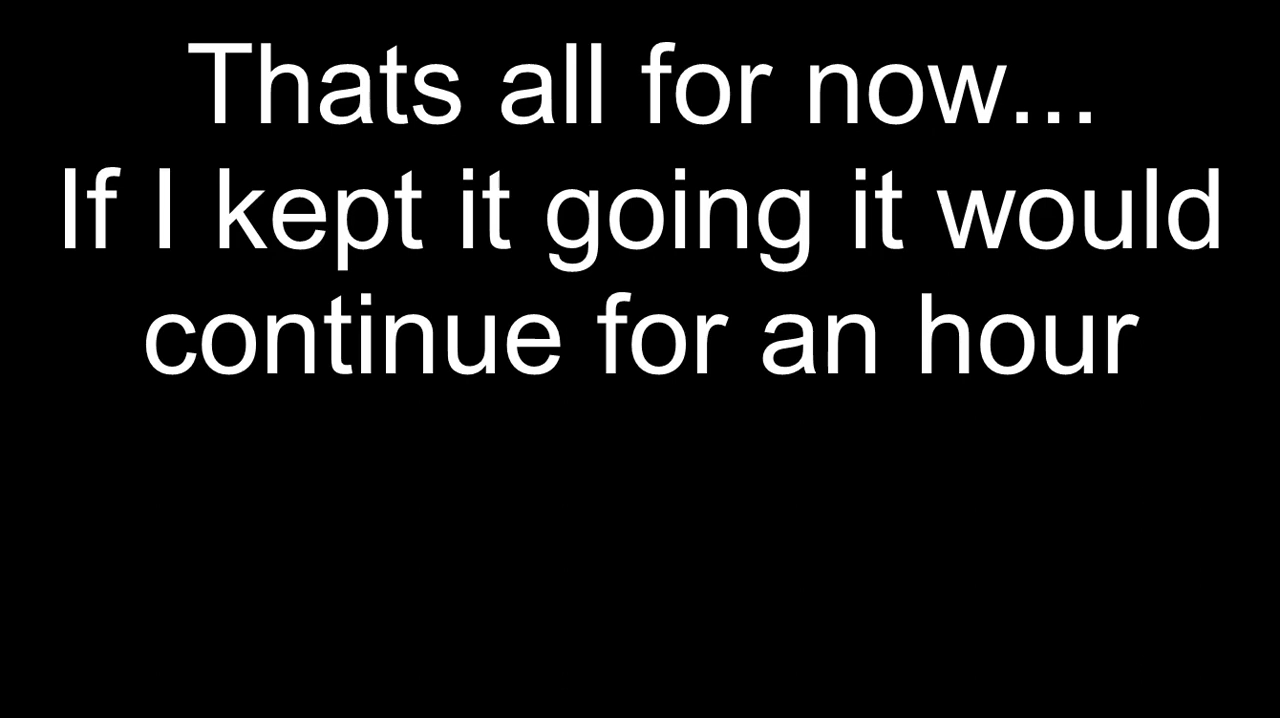 Thats all for now...
If I kept it going it would
continue for an hour